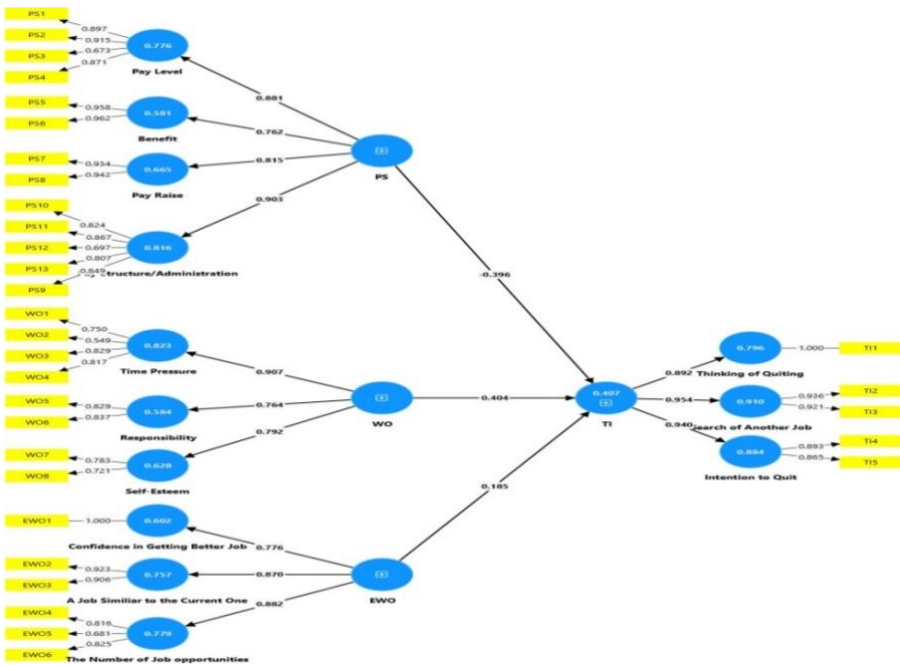 PS1
PS2
PS3
PS4
0.897
0.915
0.673
0.871
0.776
Pay Level
PS5
PS6
0.958
0.962
0.581
Benefit
PS7
PS8
0.934
0.942
0.665
Pay Raise
PS10
PS11
PS12
PS13
PS9
0.824
0.867
0.697
0.807
0.849
0.816
tructure/Administration
0.881
0.762
0.815
0.903
PS
-0.396
WO1
WO2
WO3
WO4
0.750
0.549
0.829
0.817
0.823
Time Pressure
WO5
WO6
0.829
0.837
0.584
Responsibility
WO7
WO8
0.783
0.721
0.628
Self-Esteem
0.907
0.764
0.792
WO
0.404
EWO1
1.000
0.602
Confidence in Getting Better Job
EWO2
EWO3
0.923
0.906
0.757
A Job Similiar to the Current One
EWO4
EWO5
EWO6
0.816
0.681
0.825
0.779
The Number of Job opportunities
0.776
0.870
0.882
EWO
0.185
0.407
TI
0.892
0.954
0.940
0.796
Thinking of Quiting
1.000
TI1
0.910
earch of Another Job
0.936
0.921
TI2
TI3
0.884
Intention to Quit
0.893
0.865
TI4
TI5